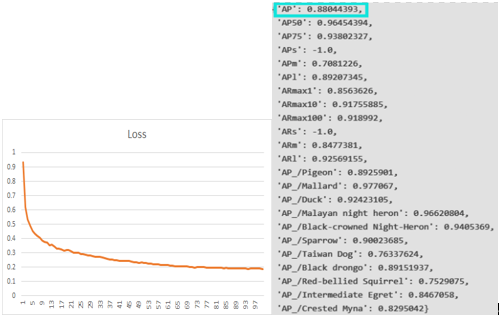 'AP': 0.88044393,
'AP50': 0.96454394,
'AP75': 0.93802327,
'APs': -1.0,
'APm': 0.7081226,
'APl': 0.89207345,
'ARmax1': 0.8563626,
'ARmax10': 0.91755885,
'ARmax100': 0.918992,
'ARs': -1.0,
'ARm': 0.8477381,
'ARl': 0.92569155,
'AP_/Pigeon': 0.8925901,
'AP_/Mallard': 0.977067,
'AP_/Duck': 0.92423105,
'AP_/Malayan night heron': 0.96620804,
'AP_/Black-crowned Night-Heron': 0.9405369,
'AP_/Sparrow': 0.90023685,
'AP_/Taiwan Dog': 0.76337624,
'AP_/Black drongo': 0.89151937,
'AP_/Red-bellied Squirrel': 0.7529075,
'AP_/Intermediate Egret': 0.8467058,
'AP_/Crested Myna': 0.8295042}
Loss
1
0.9
0.8
0.7
0.6
0.5
0.4
0.3
0.2
0.1
0
1 5 9 13 17 21 25 29 33 37 41 45 49 53 57 61 65 69 73 77 81 85 89 93 97